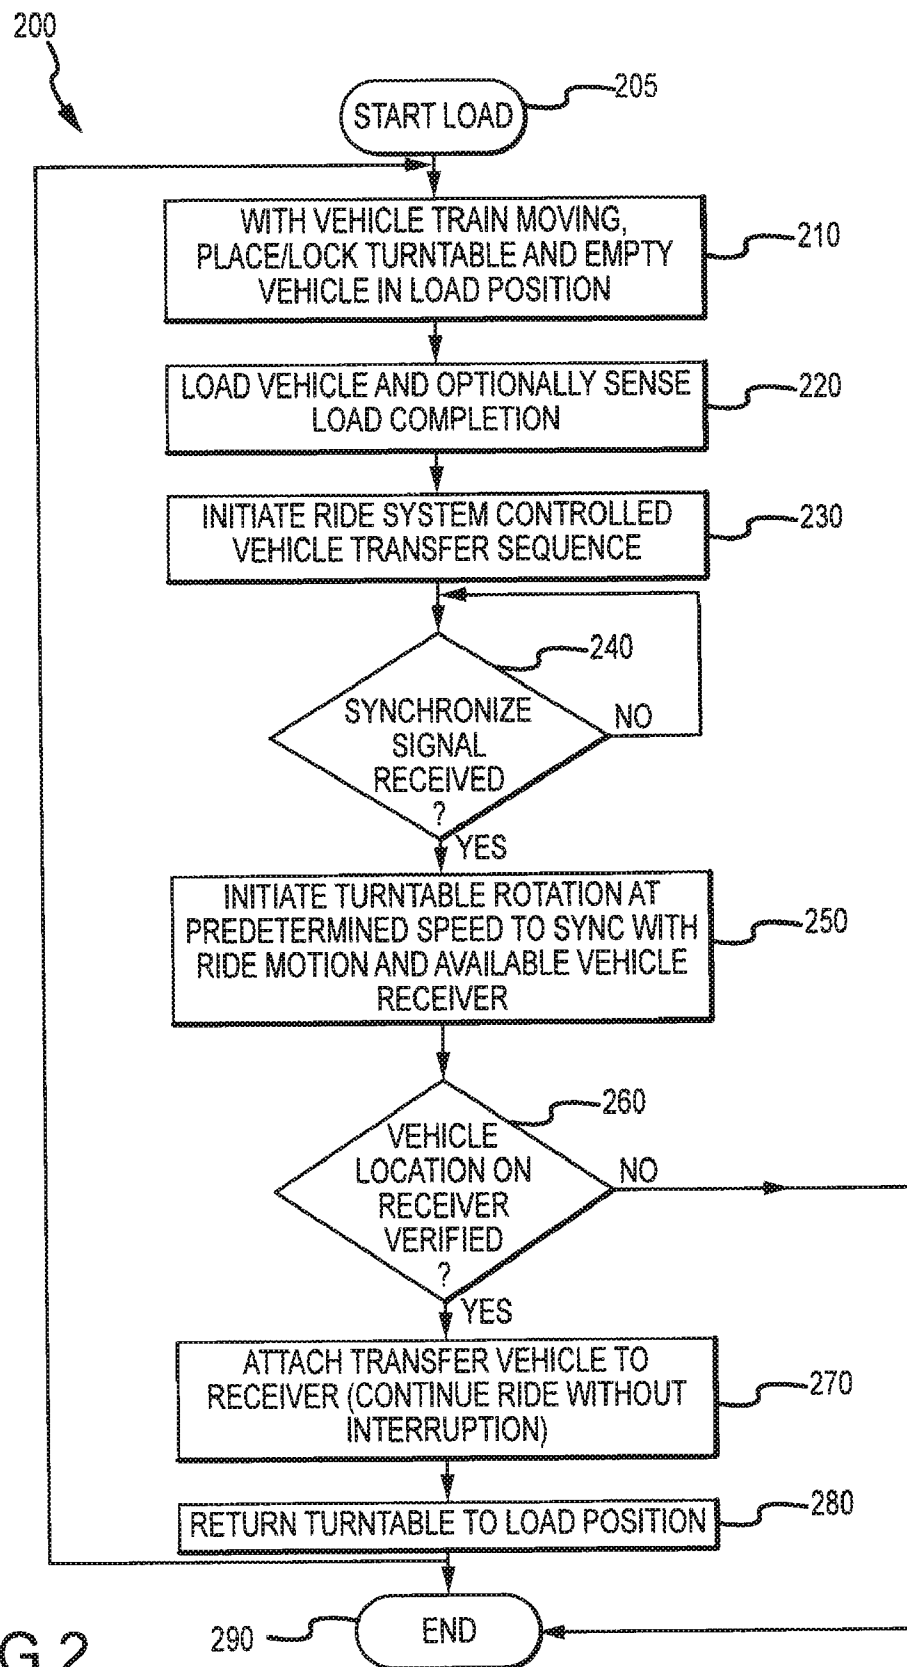 200
START LOAD
205
WITH VEHICLE TRAIN MOVING,
PLACE/LOCK TURNTABLE AND EMPTY
VEHICLE IN LOAD POSITION
210
LOAD VEHICLE AND OPTIONALLY SENSE
LOAD COMPLETION
220
INITIATE RIDE SYSTEM CONTROLLED
VEHICLE TRANSFER SEQUENCE
230
240
SYNCHRONIZE
SIGNAL
RECEIVED
?
NO
YES
INITIATE TURNTABLE ROTATION AT
PREDETERMINED SPEED TO SYNC WITH
RIDE MOTION AND AVAILABLE VEHICLE
RECEIVER
250
260
VEHICLE
LOCATION ON
RECEIVER
VERIFIED
?
NO
YES
ATTACH TRANSFER VEHICLE TO
RECEIVER (CONTINUE RIDE WITHOUT
INTERRUPTION)
270
RETURN TURNTABLE TO LOAD POSITION
280
END
290
G.2